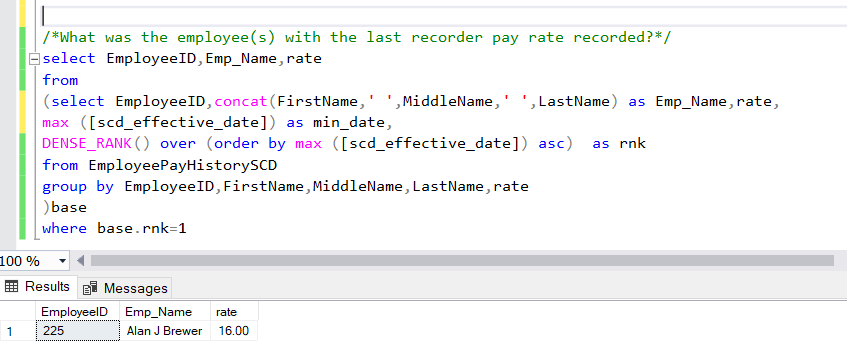 /*What was the employee(s) with the last recorder pay rate recorded?*/
select EmployeeID,Emp_Name,rate
from
(select EmployeeID,concat(FirstName,' ',MiddleName,' ',LastName) as Emp_Name,rate,
max ([scd_effective_date]) as min_date,
DENSE_RANK() over (order by max ([scd_effective_date]) asc)  as rnk
from EmployeePayHistorySCD
group by EmployeeID,FirstName,MiddleName,LastName,rate
)base
where base.rnk=1
100 %
Results Messages
EmployeeID Emp_Name rate
1 225 Alan J Brewer 16.00